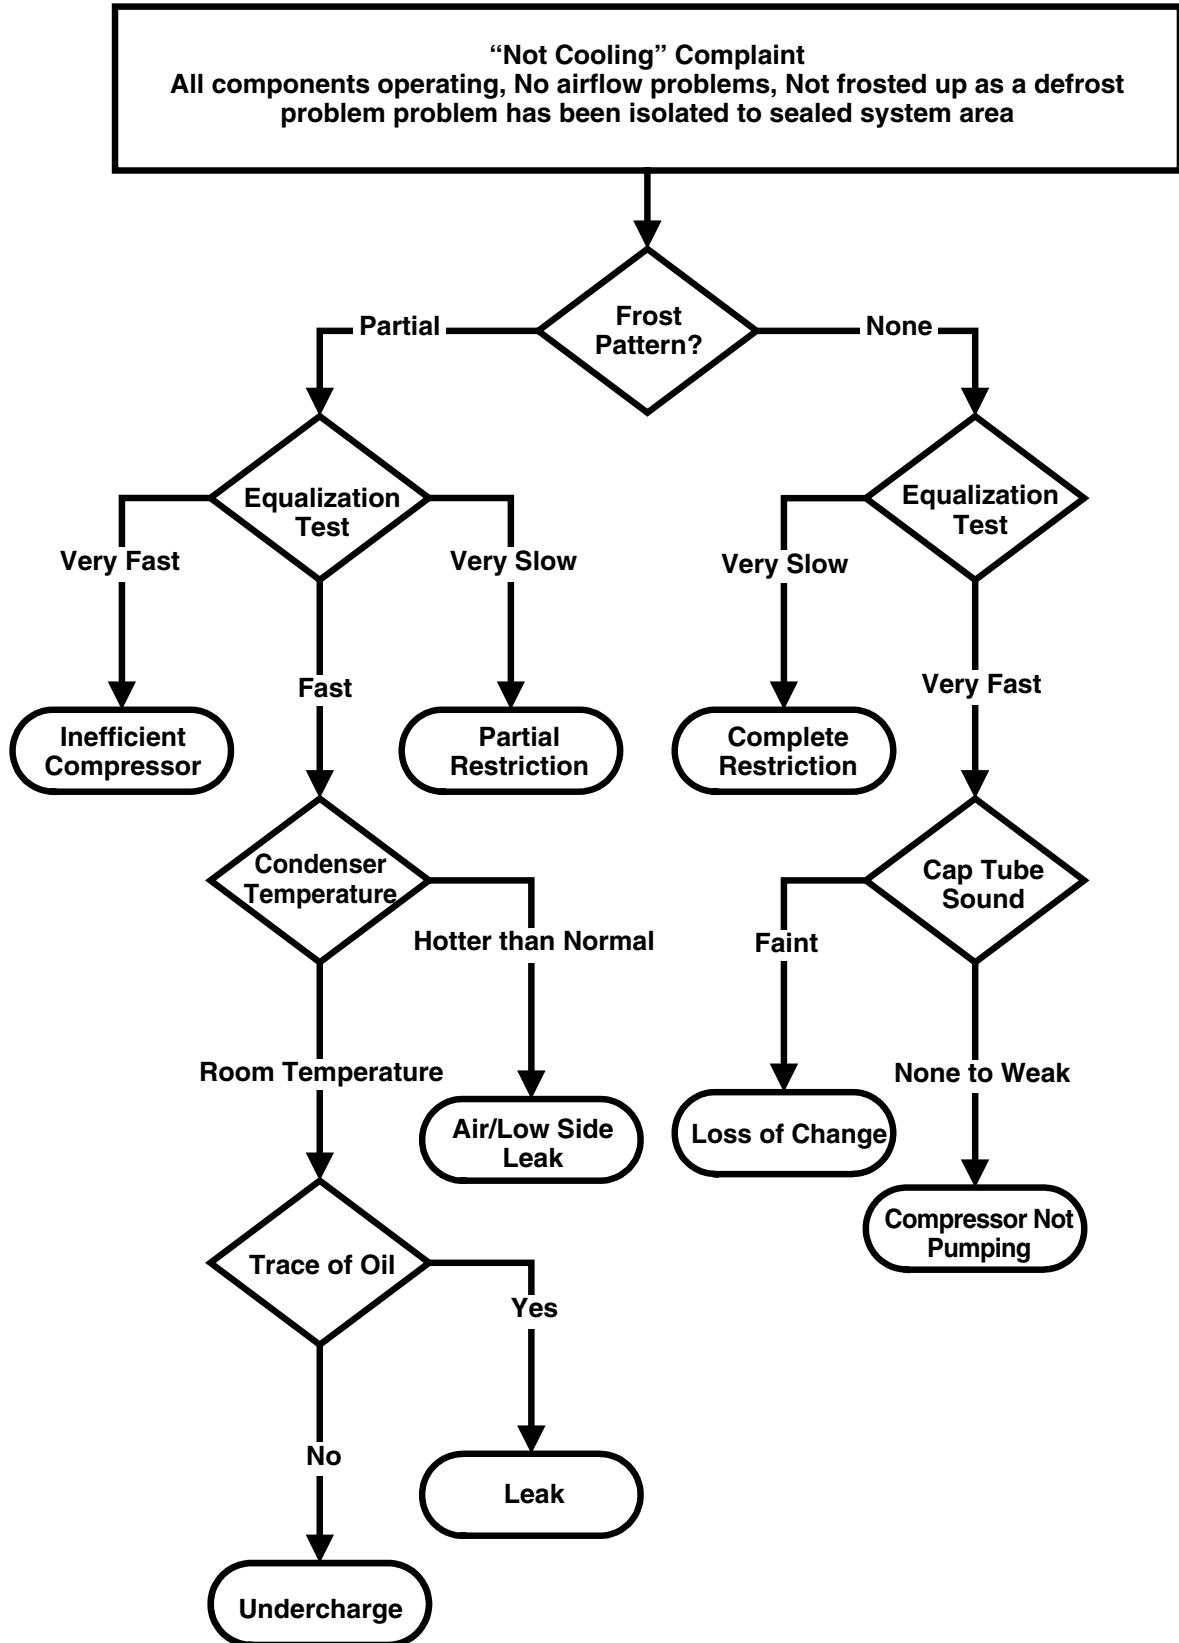 “Not Cooling” Complaint
All components operating, No airflow problems, Not frosted up as a defrost
problem problem has been isolated to sealed system area
Frost
Pattern?
Partial
None
Equalization
Test
Equalization
Test
Very Fast
Very Slow
Very Slow
Fast
Very Fast
Inefficient
Compressor
Partial
Restriction
Complete
Restriction
Condenser
Temperature
Cap Tube
Sound
Hotter than Normal
Faint
Room Temperature
None to Weak
Air/Low Side
Leak
Loss of Change
Compressor Not
Pumping
Trace of Oil
Yes
No
Leak
Undercharge